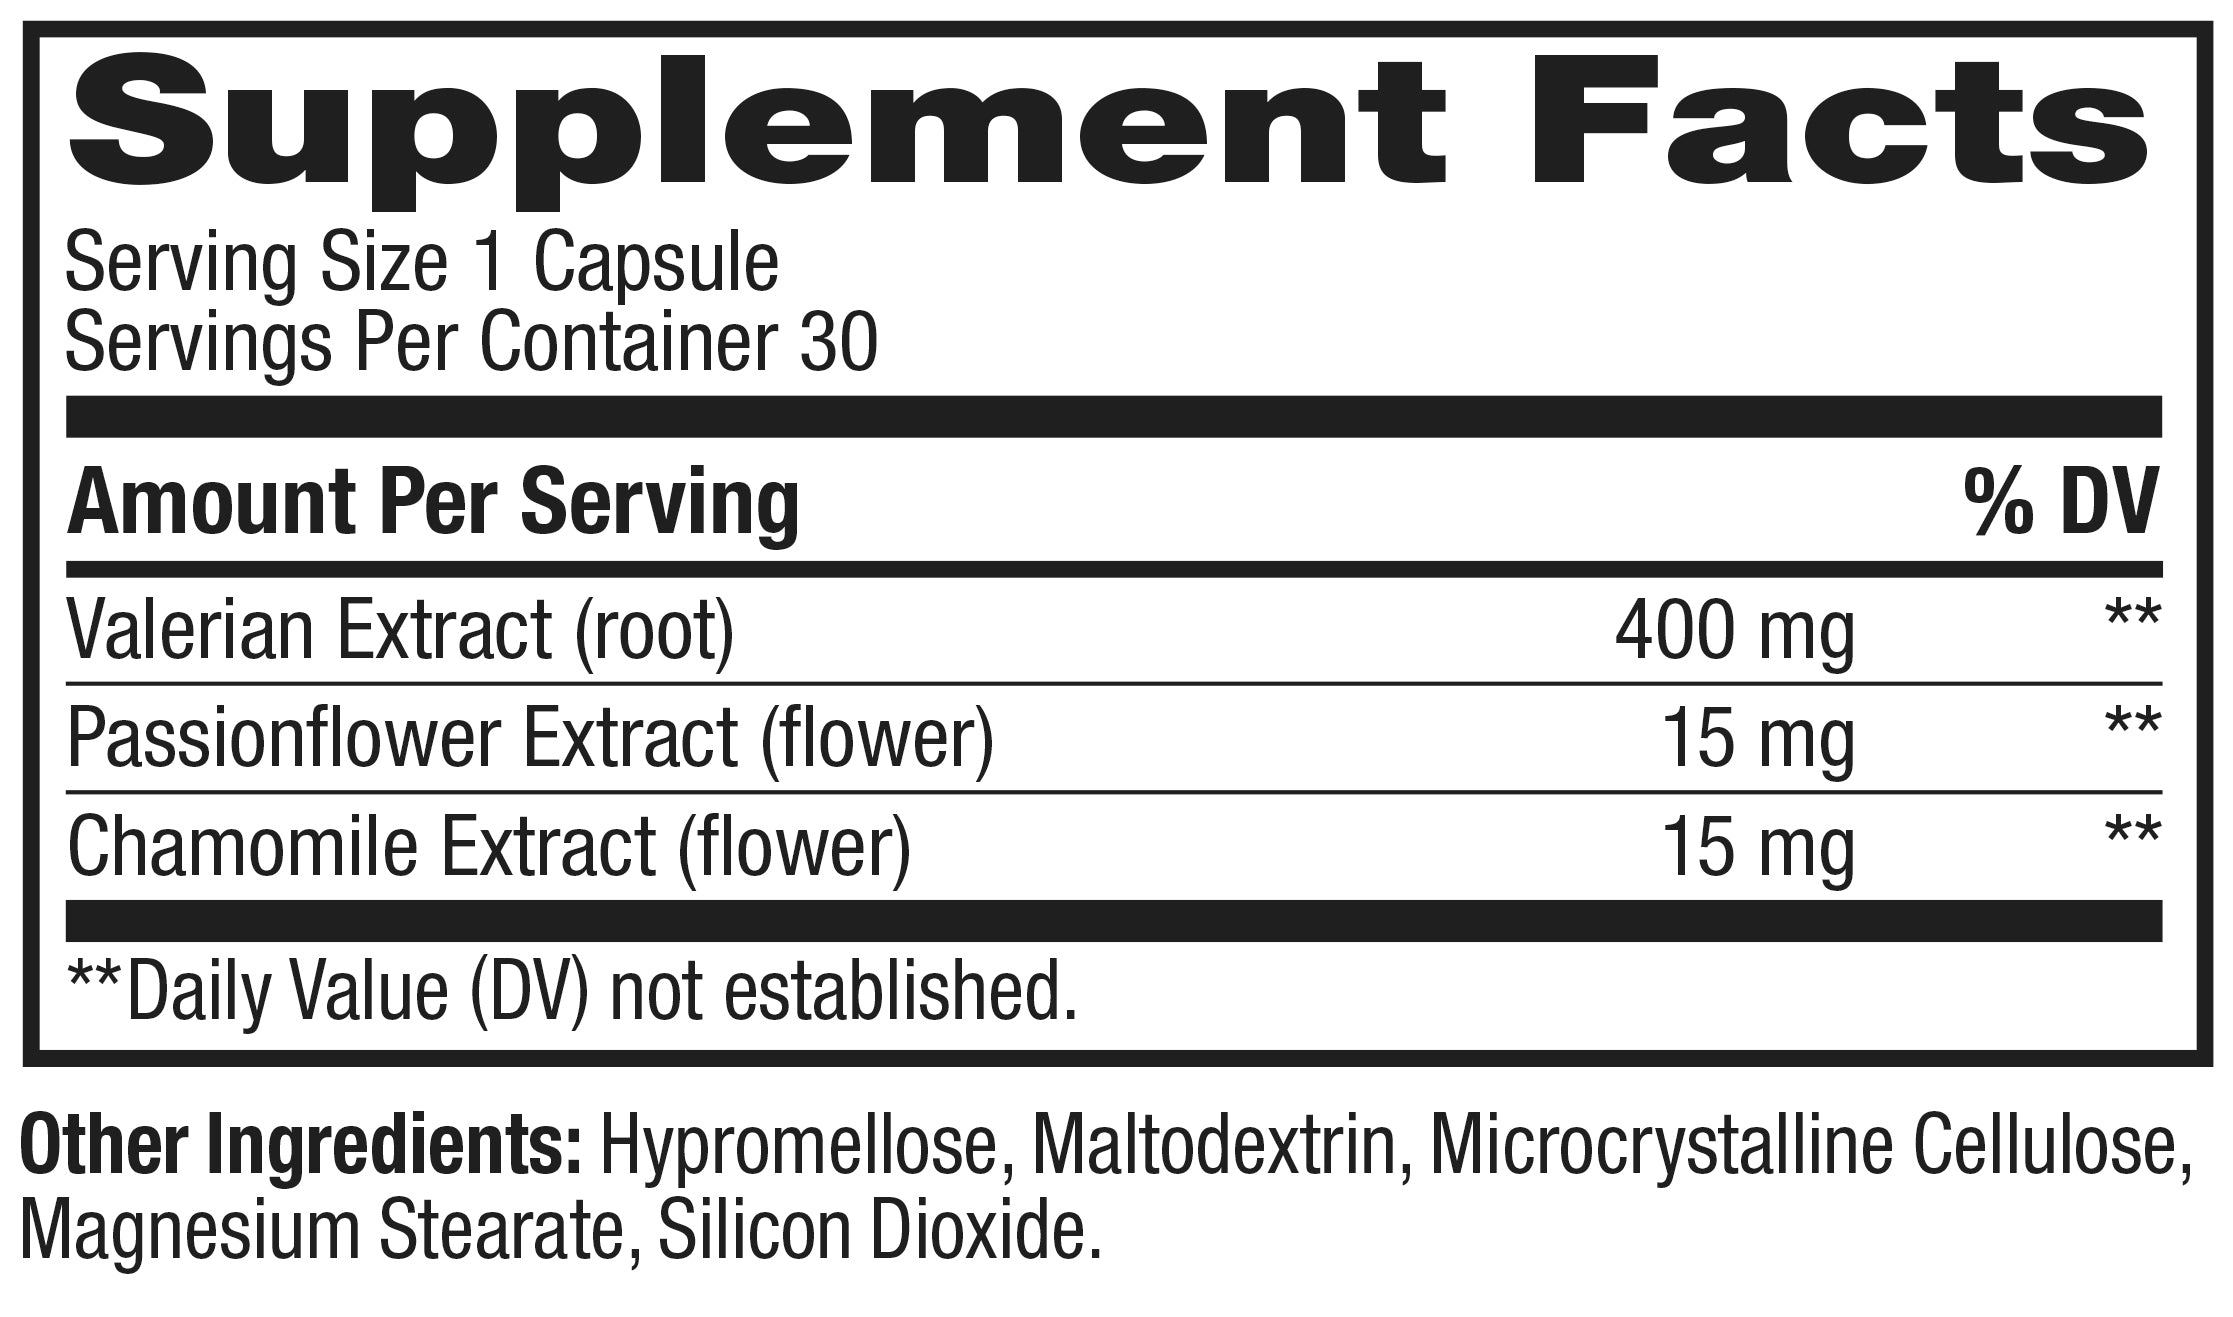 Supplement Facts
Serving Size 1 Capsule
Servings Per Container 30
Amount Per Serving % DV
Valerian Extract (root) 400 mg **
Passionflower Extract (flower) 15 mg **
Chamomile Extract (flower) 15 mg **
**Daily Value (DV) not established.
Other Ingredients: Hypromellose, Maltodextrin, Microcrystalline Cellulose,
Magnesium Stearate, Silicon Dioxide.